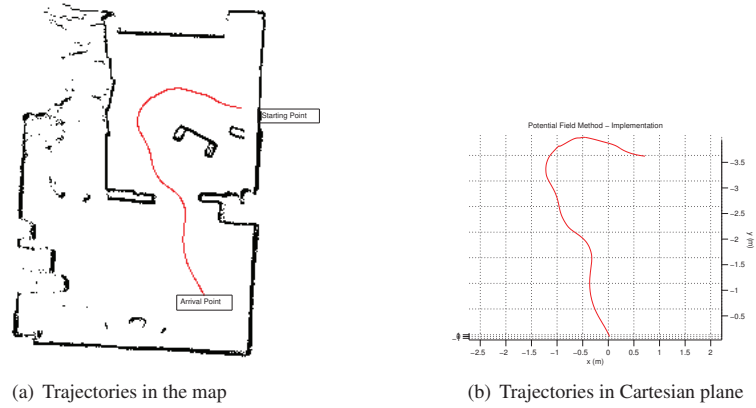 Starting Point
Arrival Point
(a) Trajectories in the map
Potential Field Method – Implementation
−3.5
−3
−2.5
−2
−1.5
−1
−0.5
y (m)
−2.5 −2 −1.5 −1 −0.5 0 0.5 1 1.5 2
x (m)
(b) Trajectories in Cartesian plane